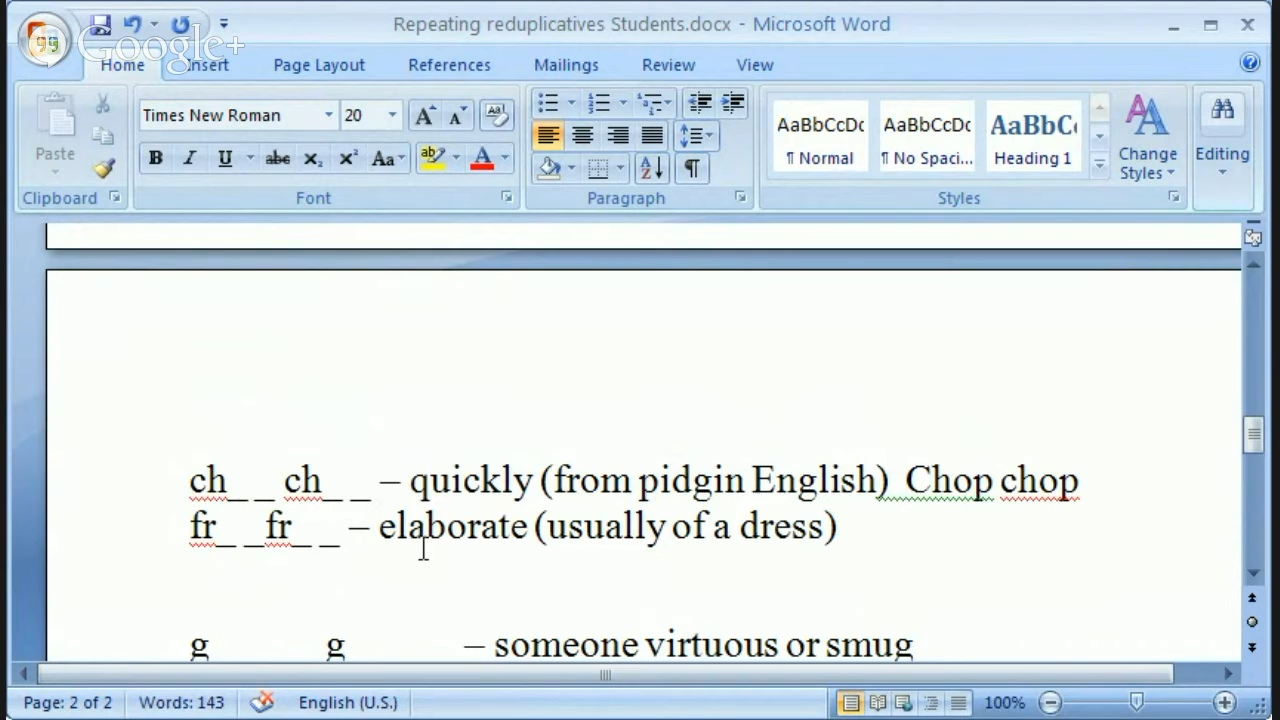 Repeating reduplicatives Students.docx - Microsoft Word
Google+
Home Insert Page Layout References Mailings Review View
Times New Roman 20
AaBbCcDc AaBbCcDc AaBbC
Paste
¶ Normal ¶ No Spaci... Heading 1
Change Styles
Editing
Clipboard Font Paragraph Styles
ch_ _ ch_ _ – quickly (from pidgin English) Chop chop
fr_ _fr_ _ – elaborate (usually of a dress)
g g – someone virtuous or smug
Page: 2 of 2 Words: 143 English (U.S.) 100%